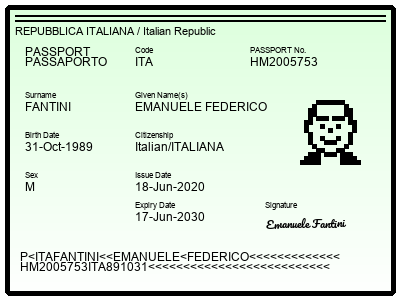 REPUBBLICA ITALIANA / Italian Republic
PASSPORT Code PASSPORT No.
PASSAPORTO ITA HM2005753
Surname Given Name(s)
FANTINI EMANUELE FEDERICO
Birth Date Citizenship
31-Oct-1989 Italian/ITALIANA
Sex Issue Date
M 18-Jun-2020
Expiry Date Signature
17-Jun-2030 Emanuele Fantini
P<ITAFANTINI<<EMANUELE<FEDERICO<<<<<<<<<<<<<
HM2005753ITA891031<<<<<<<<<<<<<<<<<<<<<<<<<<